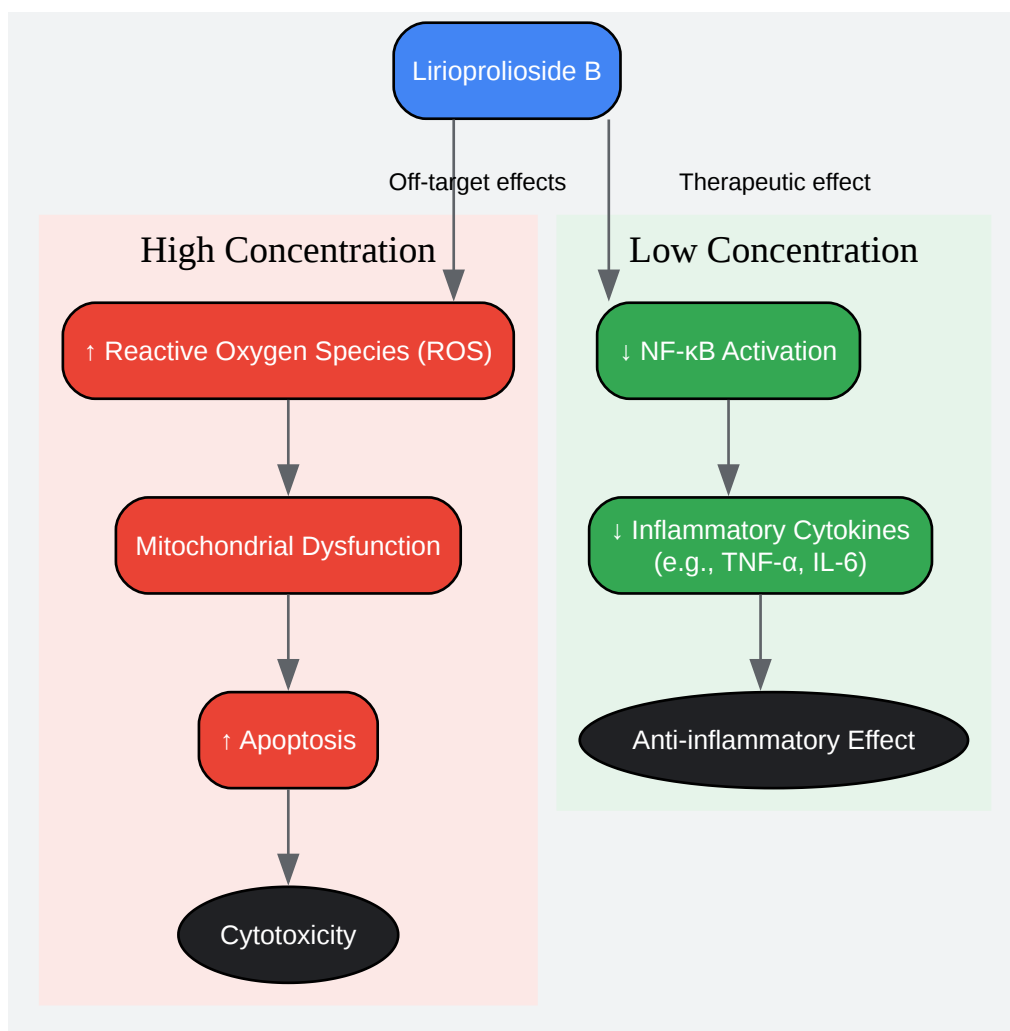 Lirioprolioside B
Off-target effects
Therapeutic effect
High Concentration
Low Concentration
↑ Reactive Oxygen Species (ROS)
↓ NF-κB Activation
Mitochondrial Dysfunction
↓ Inflammatory Cytokines
(e.g., TNF-α, IL-6)
↑ Apoptosis
Anti-inflammatory Effect
Cytotoxicity